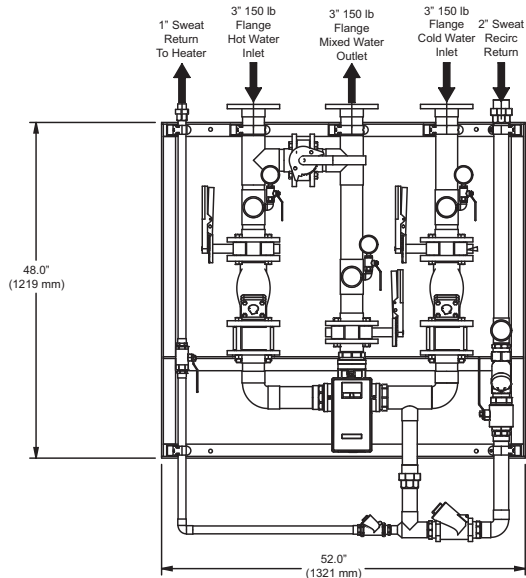 1" Sweat
Return
To Heater
3" 150 lb
Flange
Hot Water
Inlet
3" 150 lb
Flange
Mixed Water
Outlet
3" 150 lb
Flange
Cold Water
Inlet
2" Sweat
Recirc
Return
48.0"
(1219 mm)
52.0"
(1321 mm)